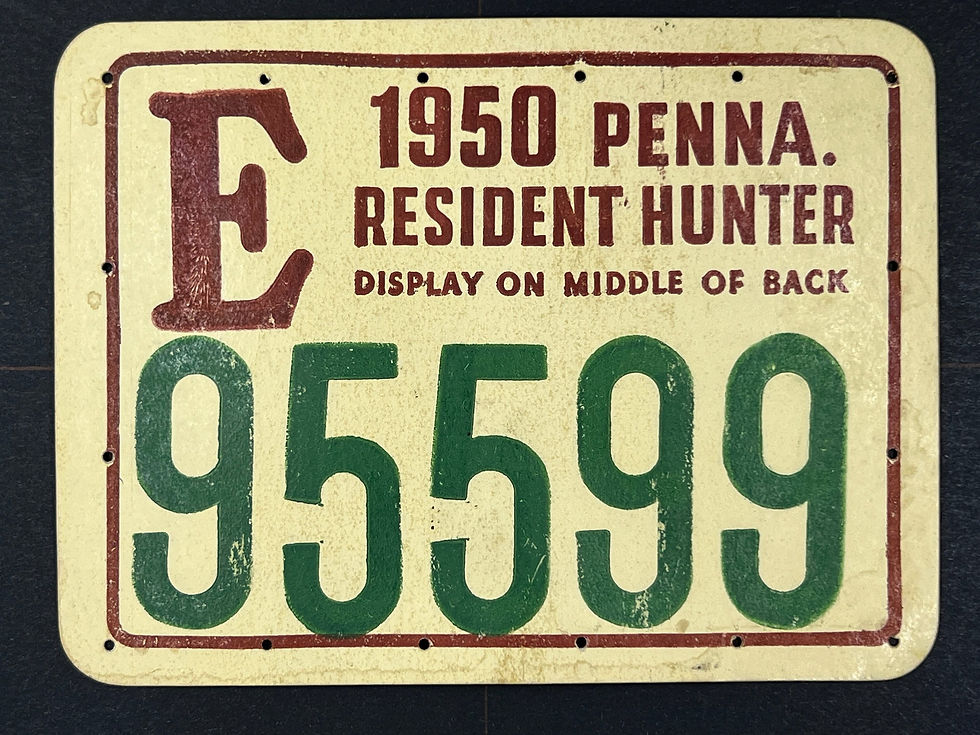 E
1950 PENNA.
RESIDENT HUNTER
DISPLAY ON MIDDLE OF BACK
95599